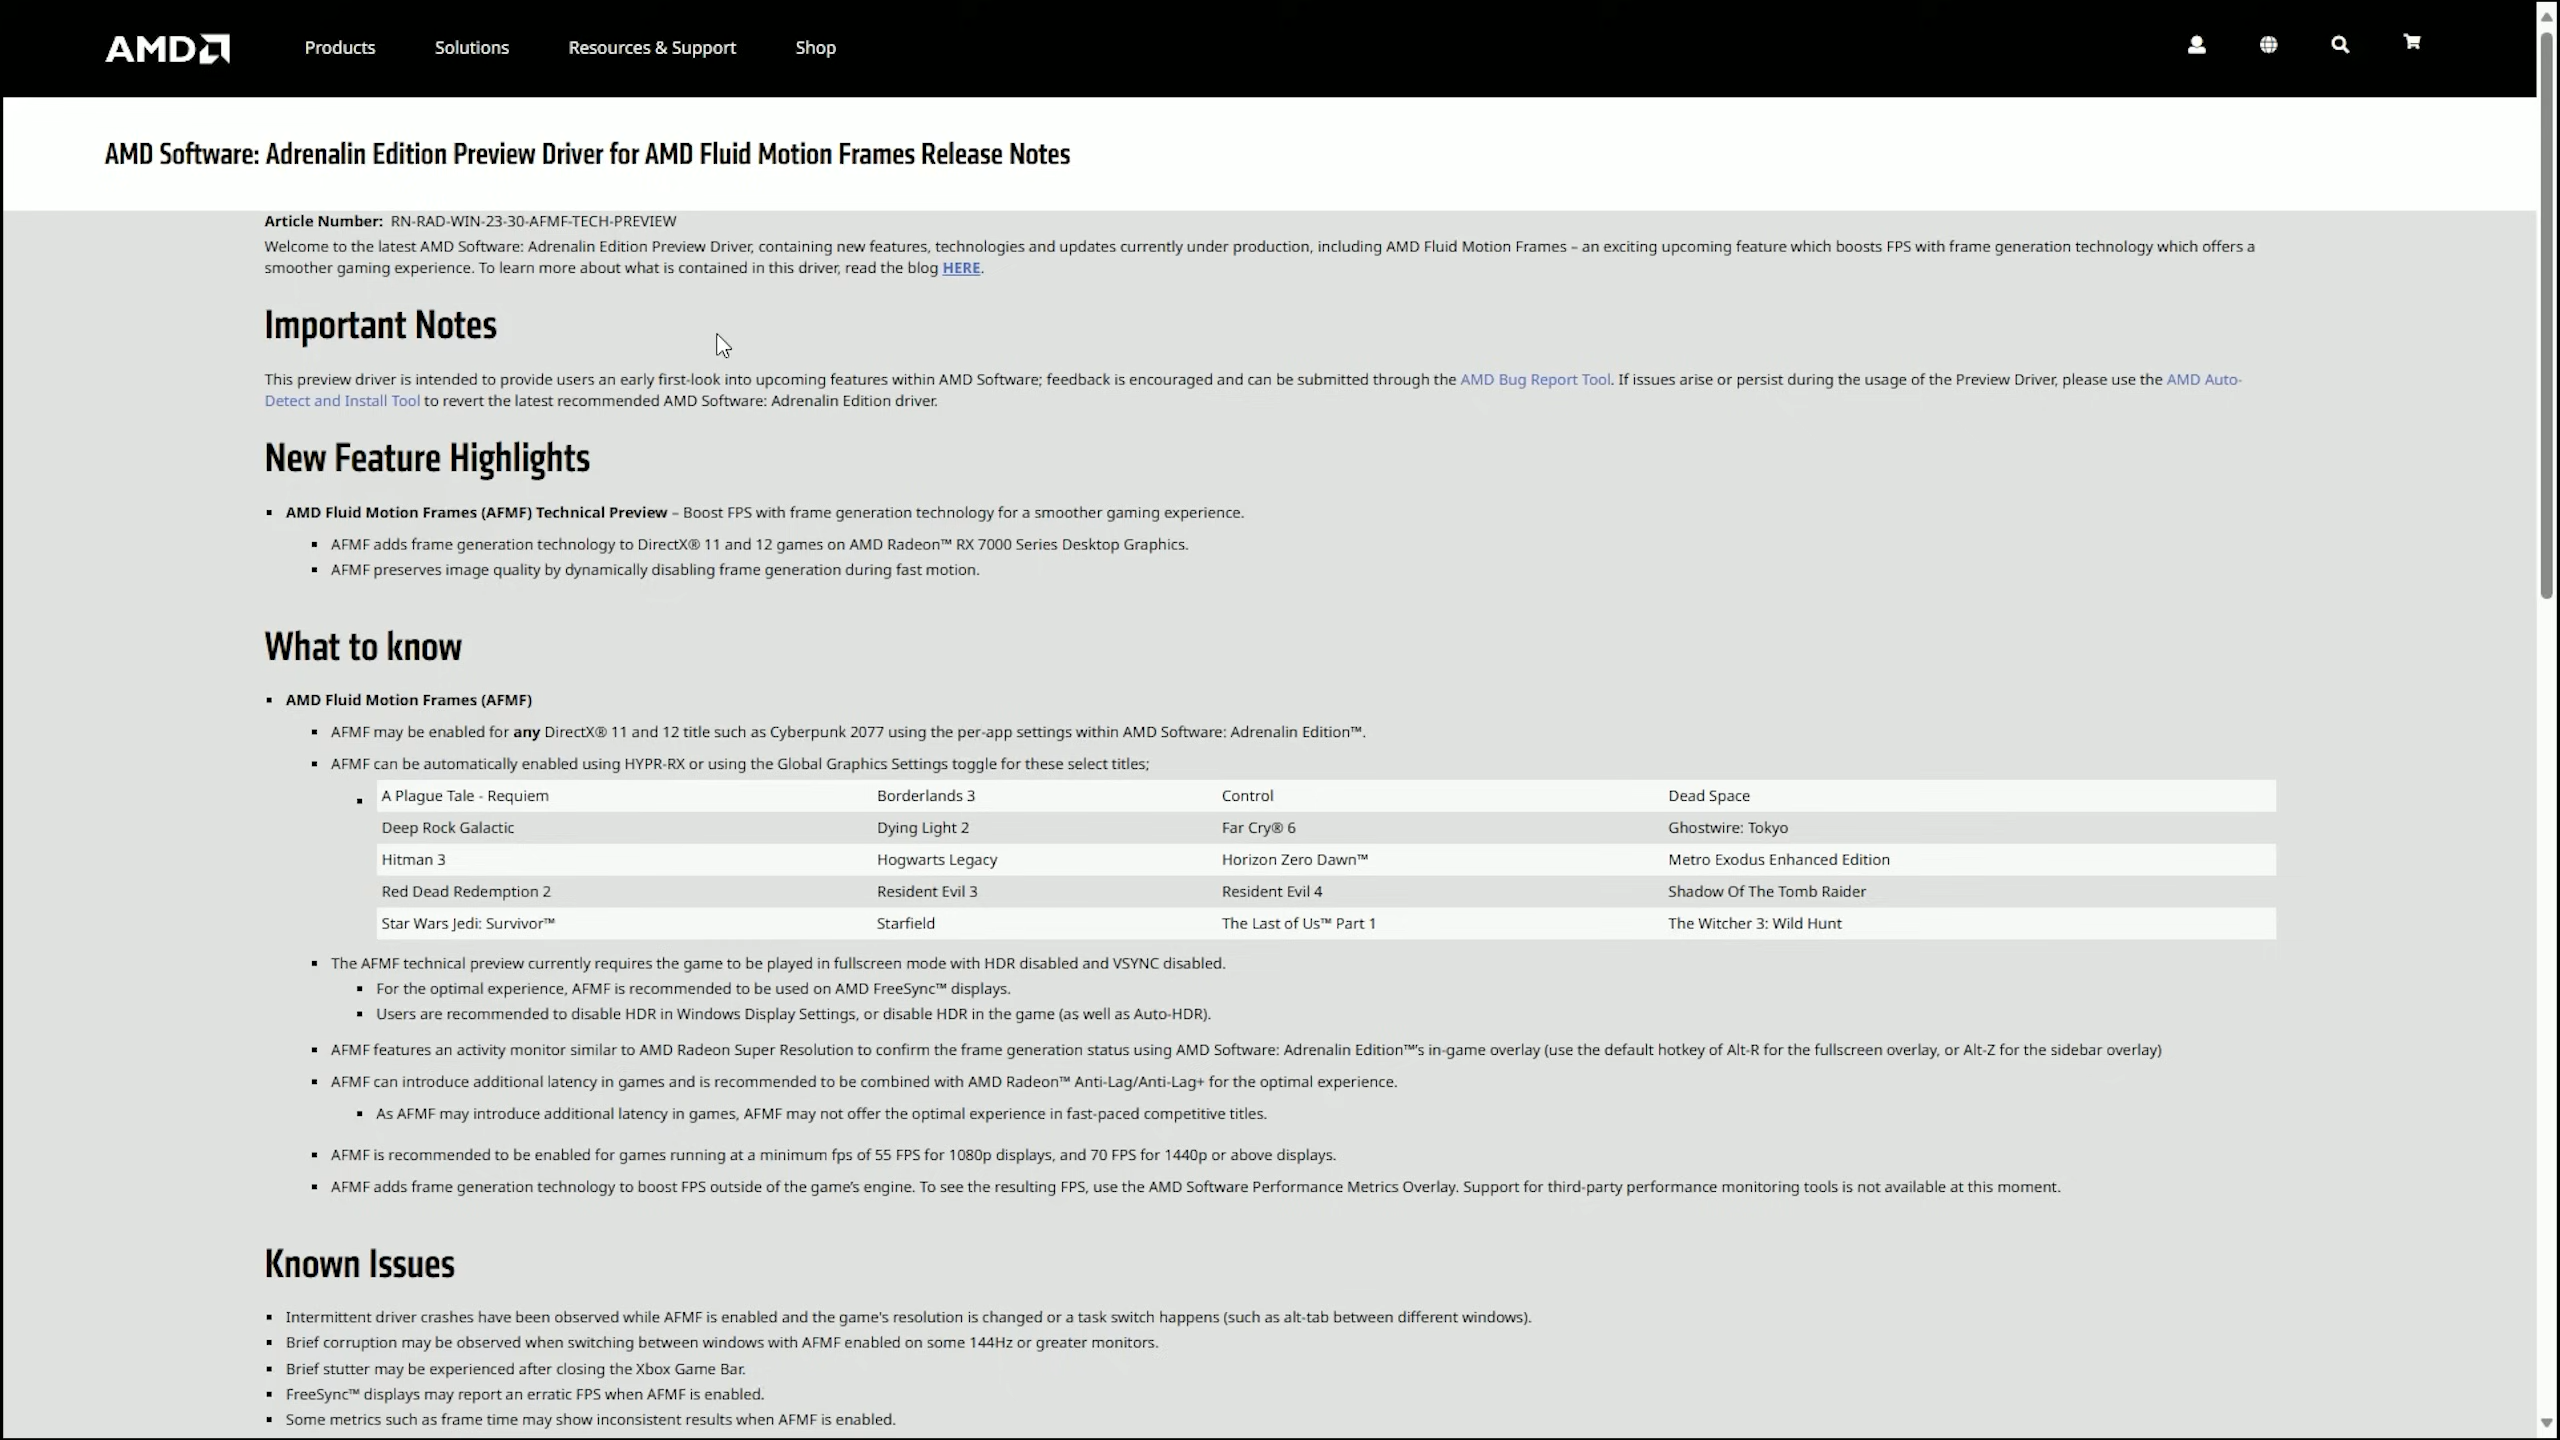 AMD
Products
Solutions
Resources & Support
Shop
AMD Software: Adrenalin Edition Preview Driver for AMD Fluid Motion Frames Release Notes
Article Number: RN-RAD-WIN-23-30-AFMF-TECH-PREVIEW
Welcome to the latest AMD Software: Adrenalin Edition Preview Driver, containing new features, technologies and updates currently under production, including AMD Fluid Motion Frames – an exciting upcoming feature which boosts FPS with frame generation technology which offers a
smoother gaming experience. To learn more about what is contained in this driver, read the blog HERE.
Important Notes
This preview driver is intended to provide users an early first-look into upcoming features within AMD Software; feedback is encouraged and can be submitted through the AMD Bug Report Tool. If issues arise or persist during the usage of the Preview Driver, please use the AMD Auto-
Detect and Install Tool to revert the latest recommended AMD Software: Adrenalin Edition driver.
New Feature Highlights
▪ AMD Fluid Motion Frames (AFMF) Technical Preview – Boost FPS with frame generation technology for a smoother gaming experience.
▪ AFMF adds frame generation technology to DirectX® 11 and 12 games on AMD Radeon™ RX 7000 Series Desktop Graphics.
▪ AFMF preserves image quality by dynamically disabling frame generation during fast motion.
What to know
▪ AMD Fluid Motion Frames (AFMF)
▪ AFMF may be enabled for any DirectX® 11 and 12 title such as Cyberpunk 2077 using the per-app settings within AMD Software: Adrenalin Edition™.
▪ AFMF can be automatically enabled using HYPR-RX or using the Global Graphics Settings toggle for these select titles;
▪ A Plague Tale - Requiem Borderlands 3 Control Dead Space
Deep Rock Galactic Dying Light 2 Far Cry® 6 Ghostwire: Tokyo
Hitman 3 Hogwarts Legacy Horizon Zero Dawn™ Metro Exodus Enhanced Edition
Red Dead Redemption 2 Resident Evil 3 Resident Evil 4 Shadow Of The Tomb Raider
Star Wars Jedi: Survivor™ Starfield The Last of Us™ Part 1 The Witcher 3: Wild Hunt
▪ The AFMF technical preview currently requires the game to be played in fullscreen mode with HDR disabled and VSYNC disabled.
▪ For the optimal experience, AFMF is recommended to be used on AMD FreeSync™ displays.
▪ Users are recommended to disable HDR in Windows Display Settings, or disable HDR in the game (as well as Auto-HDR).
▪ AFMF features an activity monitor similar to AMD Radeon Super Resolution to confirm the frame generation status using AMD Software: Adrenalin Edition™'s in-game overlay (use the default hotkey of Alt-R for the fullscreen overlay, or Alt-Z for the sidebar overlay)
▪ AFMF can introduce additional latency in games and is recommended to be combined with AMD Radeon™ Anti-Lag/Anti-Lag+ for the optimal experience.
▪ As AFMF may introduce additional latency in games, AFMF may not offer the optimal experience in fast-paced competitive titles.
▪ AFMF is recommended to be enabled for games running at a minimum fps of 55 FPS for 1080p displays, and 70 FPS for 1440p or above displays.
▪ AFMF adds frame generation technology to boost FPS outside of the game's engine. To see the resulting FPS, use the AMD Software Performance Metrics Overlay. Support for third-party performance monitoring tools is not available at this moment.
Known Issues
▪ Intermittent driver crashes have been observed while AFMF is enabled and the game's resolution is changed or a task switch happens (such as alt-tab between different windows).
▪ Brief corruption may be observed when switching between windows with AFMF enabled on some 144Hz or greater monitors.
▪ Brief stutter may be experienced after closing the Xbox Game Bar.
▪ FreeSync™ displays may report an erratic FPS when AFMF is enabled.
▪ Some metrics such as frame time may show inconsistent results when AFMF is enabled.